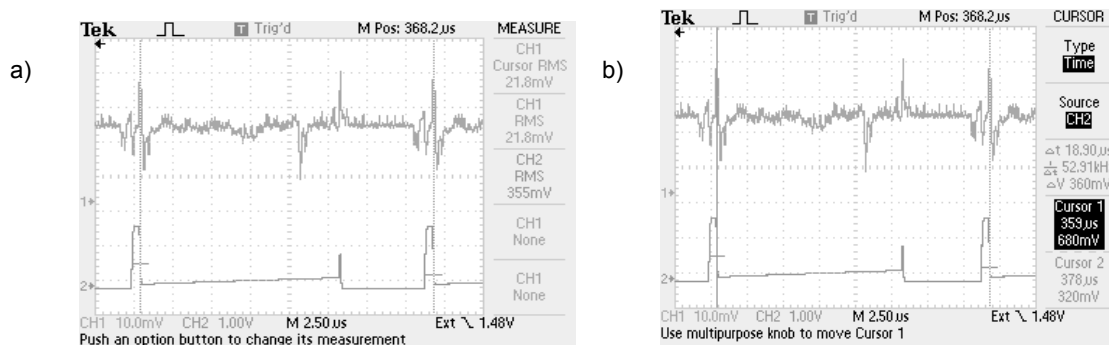 a)
Tek
T Trig'd
M Pos: 368.2µs
MEASURE
CH1
Cursor RMS
21.8mV
CH1
RMS
21.8mV
CH2
RMS
355mV
CH1
None
CH1
None
1
2
CH1 10.0mV
CH2 1.00V
M 2.50µs
Ext 1.48V
Push an option button to change its measurement
b)
Tek
T Trig'd
M Pos: 368.2µs
CURSOR
Type
Time
Source
CH2
Δt 18.90µs
1/Δt 52.91kH
ΔV 360mV
Cursor 1
359µs
680mV
Cursor 2
378µs
320mV
1
2
CH1 10.0mV
CH2 1.00V
M 2.50µs
Ext 1.48V
Use multipurpose knob to move Cursor 1